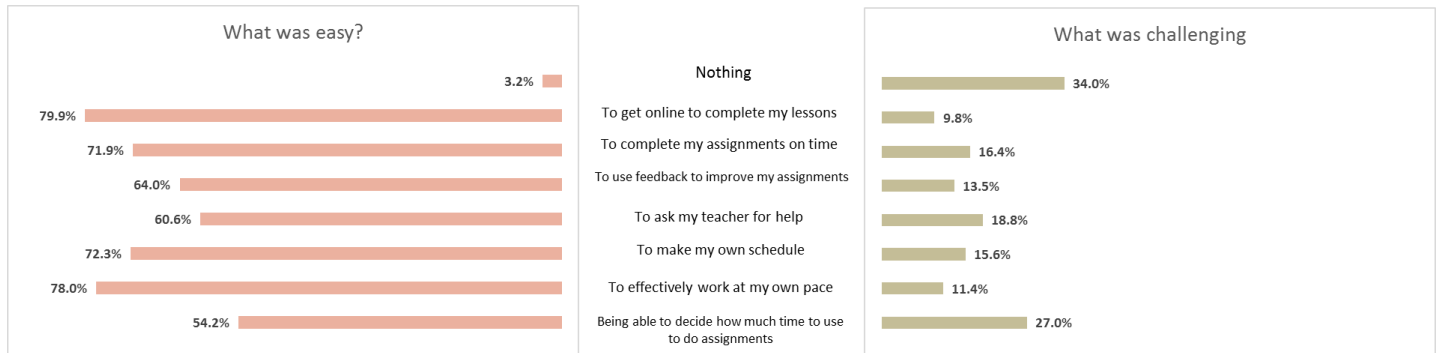 What was easy?
What was challenging
3.2%
Nothing
34.0%
79.9%
To get online to complete my lessons
9.8%
71.9%
To complete my assignments on time
16.4%
64.0%
To use feedback to improve my assignments
13.5%
60.6%
To ask my teacher for help
18.8%
72.3%
To make my own schedule
15.6%
78.0%
To effectively work at my own pace
11.4%
54.2%
Being able to decide how much time to use
to do assignments
27.0%